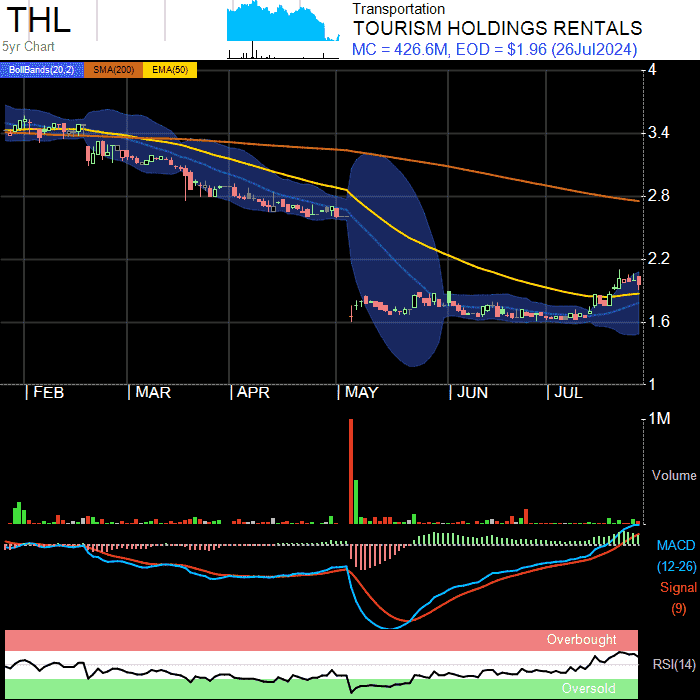 THL
5yr Chart
Transportation
TOURISM HOLDINGS RENTALS
MC = 426.6M, EOD = $1.96 (26Jul2024)
BollBands(20,2) SMA(200) EMA(50)
4
3.4
2.8
2.2
1.6
1
| FEB | MAR | APR | MAY | JUN | JUL
1M
Volume
MACD
(12-26)
Signal
(9)
Overbought
RSI(14)
Oversold